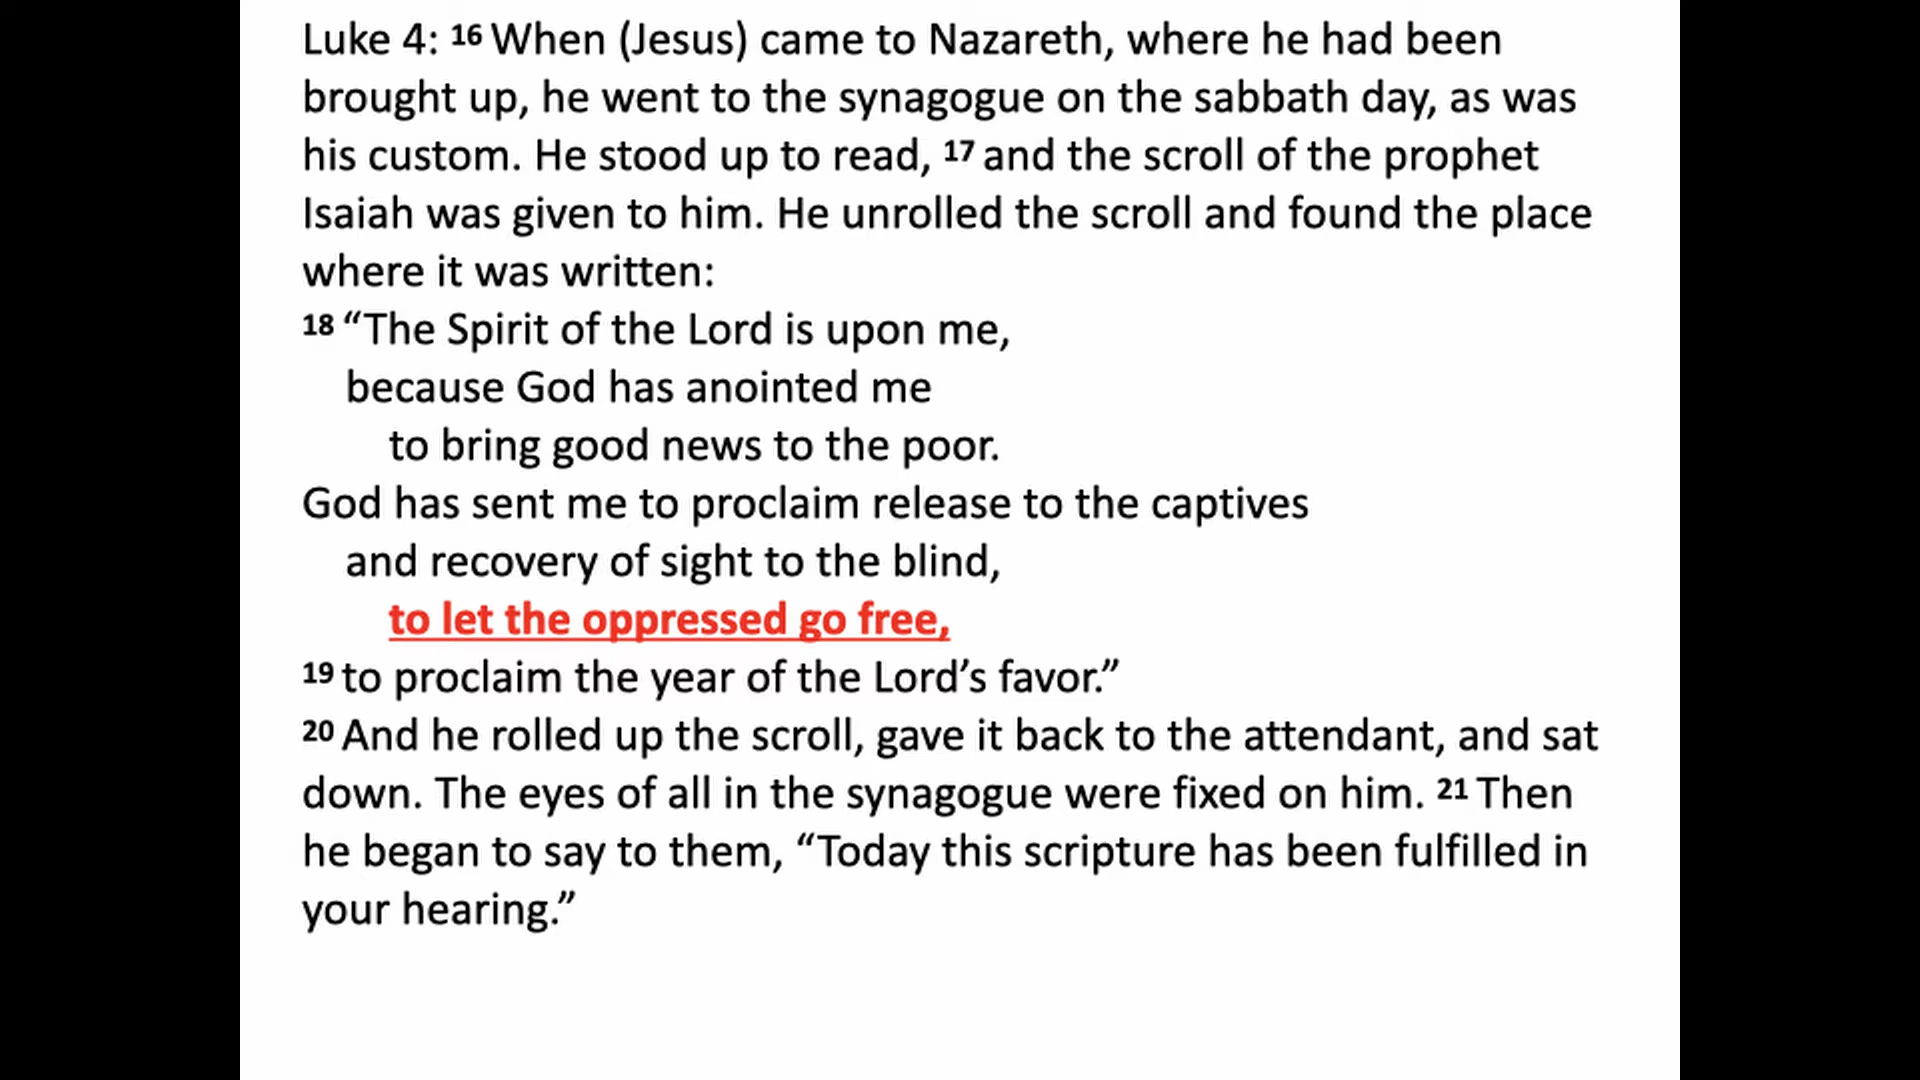 Luke 4: 16 When (Jesus) came to Nazareth, where he had been
brought up, he went to the synagogue on the sabbath day, as was
his custom. He stood up to read, 17 and the scroll of the prophet
Isaiah was given to him. He unrolled the scroll and found the place
where it was written:
18 “The Spirit of the Lord is upon me,
because God has anointed me
to bring good news to the poor.
God has sent me to proclaim release to the captives
and recovery of sight to the blind,
to let the oppressed go free,
19 to proclaim the year of the Lord’s favor.”
20 And he rolled up the scroll, gave it back to the attendant, and sat
down. The eyes of all in the synagogue were fixed on him. 21 Then
he began to say to them, “Today this scripture has been fulfilled in
your hearing.”